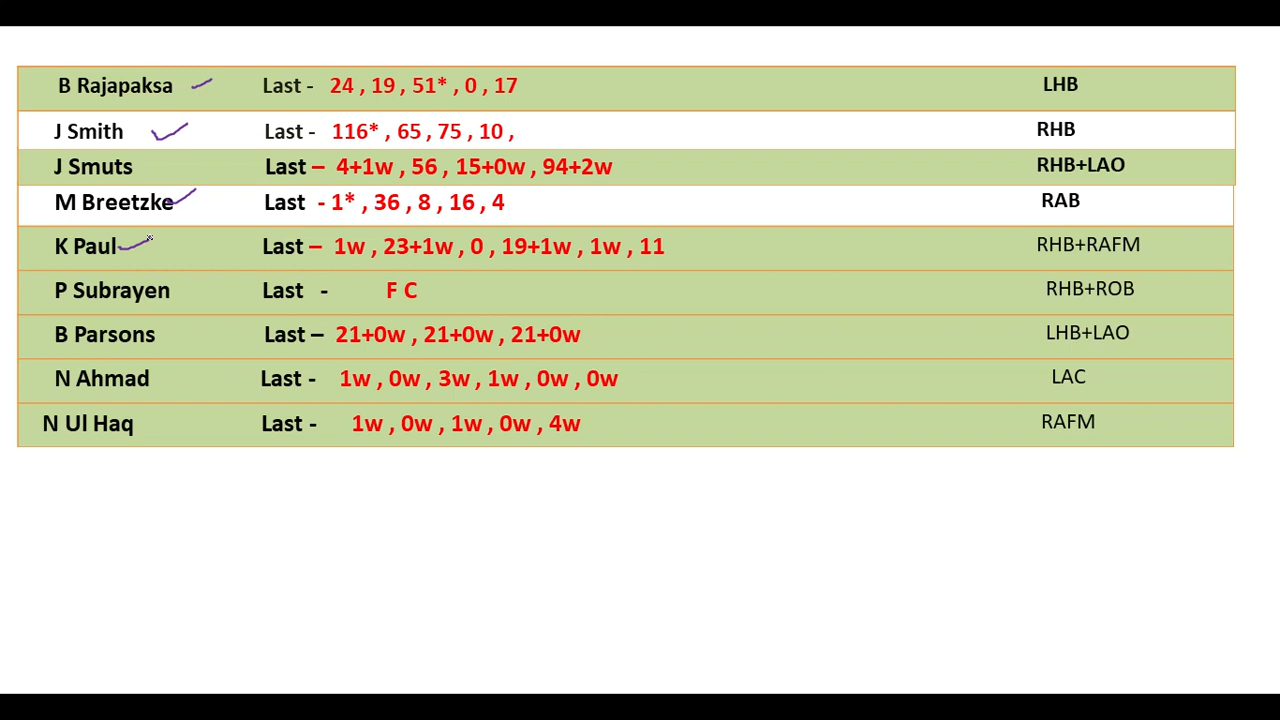 B Rajapaksa Last - 24 , 19 , 51* , 0 , 17 LHB
J Smith Last - 116* , 65 , 75 , 10 , RHB
J Smuts Last – 4+1w , 56 , 15+0w , 94+2w RHB+LAO
M Breetzke Last - 1* , 36 , 8 , 16 , 4 RAB
K Paul Last – 1w , 23+1w , 0 , 19+1w , 1w , 11 RHB+RAFM
P Subrayen Last - F C RHB+ROB
B Parsons Last – 21+0w , 21+0w , 21+0w LHB+LAO
N Ahmad Last - 1w , 0w , 3w , 1w , 0w , 0w LAC
N Ul Haq Last - 1w , 0w , 1w , 0w , 4w RAFM